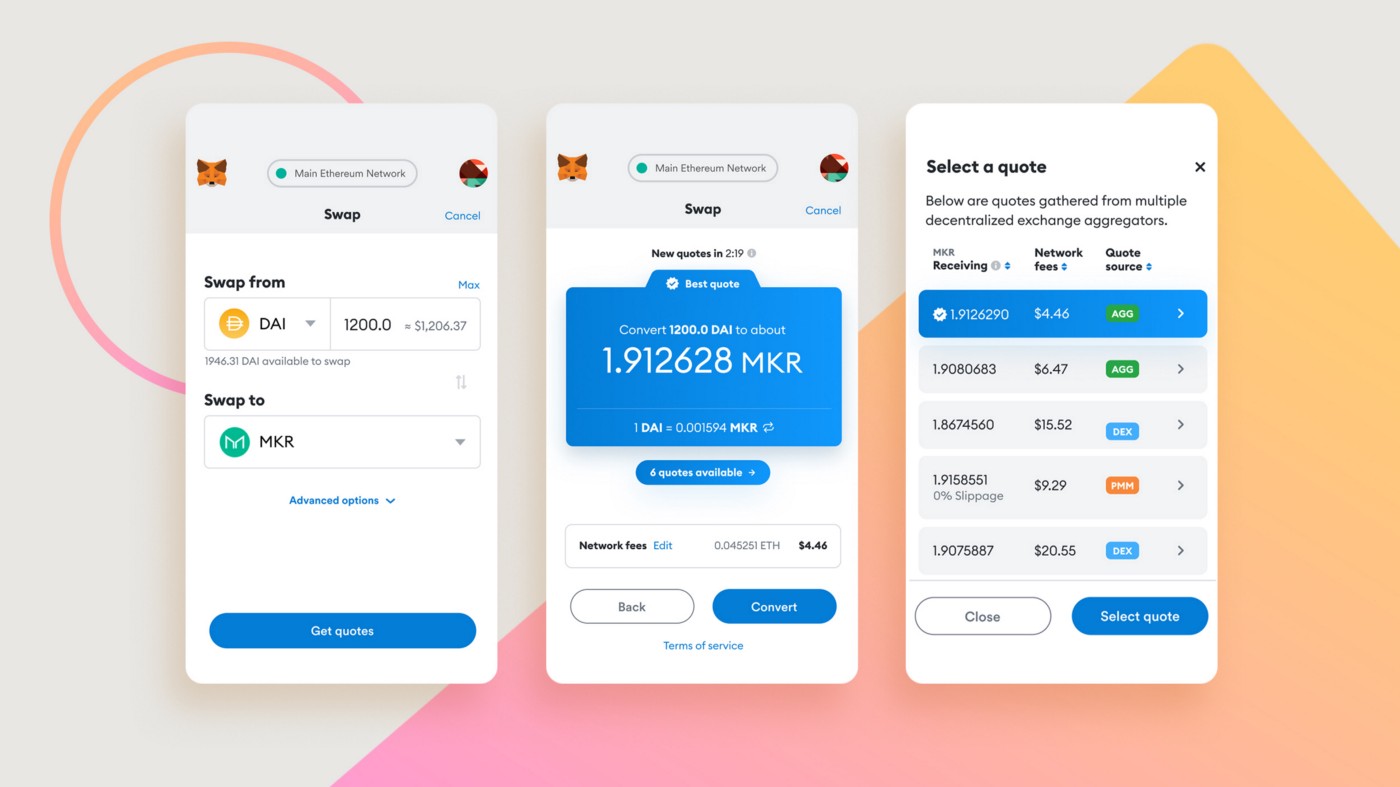 Main Ethereum Network
Swap
Cancel
Swap from
Max
DAI
1200.0
≈ $1,206.37
1946.31 DAI available to swap
Swap to
MKR
Advanced options
Get quotes
Main Ethereum Network
Swap
Cancel
New quotes in 2:19
Best quote
Convert 1200.0 DAI to about
1.912628 MKR
1 DAI = 0.001594 MKR
6 quotes available →
Network fees Edit 0.045251 ETH $4.46
Back
Convert
Terms of service
Select a quote
Below are quotes gathered from multiple
decentralized exchange aggregators.
MKR
Receiving
Network
fees
Quote
source
1.9126290 $4.46 AGG
1.9080683 $6.47 AGG
1.8674560 $15.52 DEX
1.9158551 $9.29 PMM
0% Slippage
1.9075887 $20.55 DEX
Close
Select quote